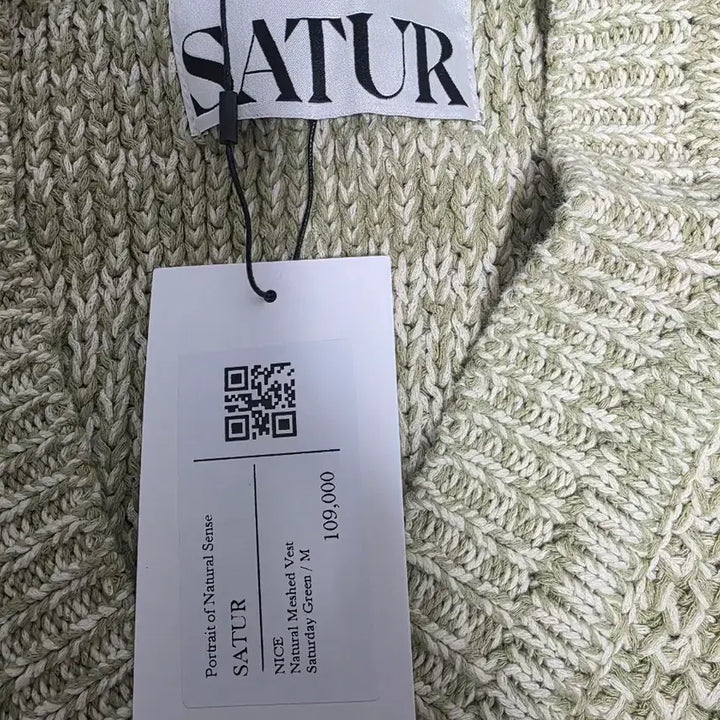 SATUR
Portrait of Natural Sense
SATUR
NICE
Natural Meshed Vest
Saturday Green / M
109,000